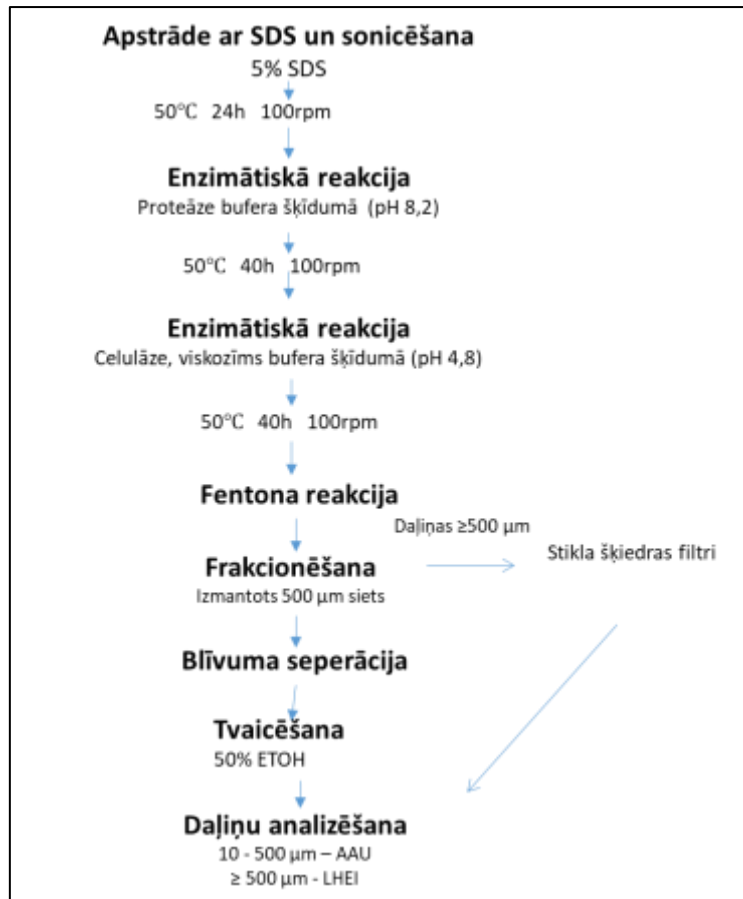 Apstrāde ar SDS un sonicēšana
5% SDS
50℃ 24h 100rpm
Enzimātiskā reakcija
Proteāze bufera šķīdumā (pH 8,2)
50℃ 40h 100rpm
Enzimātiskā reakcija
Celulāze, viskozīms bufera šķīdumā (pH 4,8)
50℃ 40h 100rpm
Fentona reakcija
Daļiņas ≥500 µm
Stikla šķiedras filtri
Frakcionēšana
Izmantots 500 µm siets
Blīvuma seperācija
Tvaicēšana
50% ETOH
Daļiņu analizēšana
10 - 500 µm – AAU
≥ 500 µm - LHEI